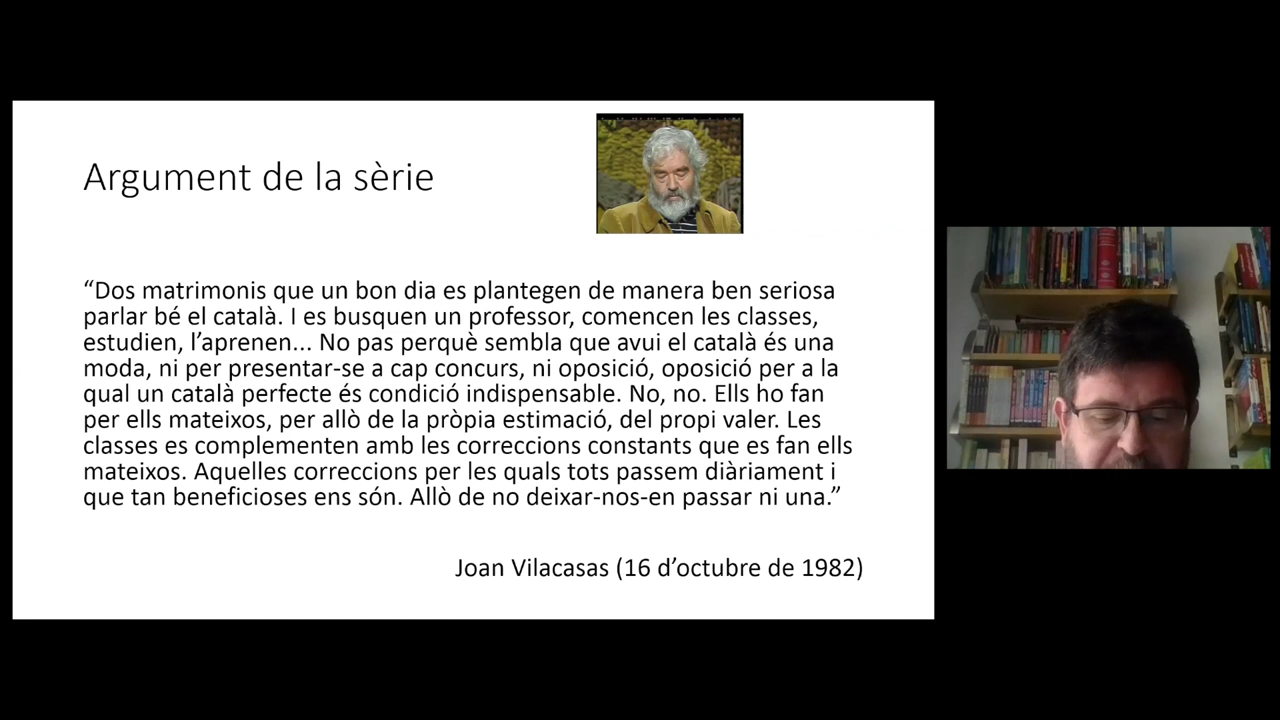 Argument de la sèrie
“Dos matrimonis que un bon dia es plantegen de manera ben seriosa
parlar bé el català. I es busquen un professor, comencen les classes,
estudien, l’aprenen... No pas perquè sembla que avui el català és una
moda, ni per presentar-se a cap concurs, ni oposició, oposició per a la
qual un català perfecte és condició indispensable. No, no. Ells ho fan
per ells mateixos, per allò de la pròpia estimació, del propi valer. Les
classes es complementen amb les correccions constants que es fan ells
mateixos. Aquelles correccions per les quals tots passem diàriament i
que tan beneficioses ens són. Allò de no deixar-nos-en passar ni una.”
Joan Vilacasas (16 d’octubre de 1982)